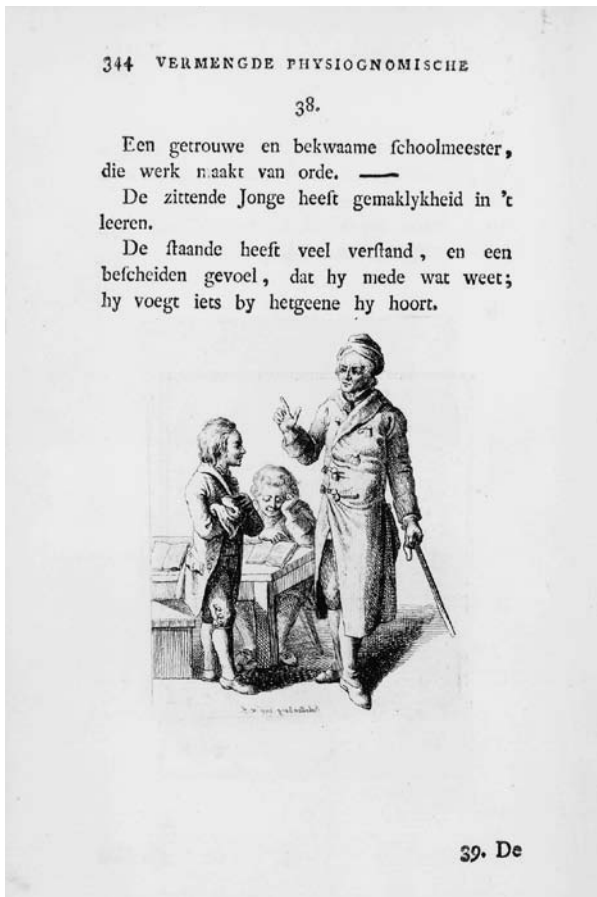 344 VERMENGDE PHYSIOGNOMISCHE
38.
Een getrouwe en bekwaame ſchoolmeester,
die werk maakt van orde. —
De zittende Jonge heeft gemaklykheid in 't
leeren.
De ſtaande heeft veel verſtand, en een
beſcheiden gevoel, dat hy mede wat weet;
hy voegt iets by hetgeene hy hoort.
39. De